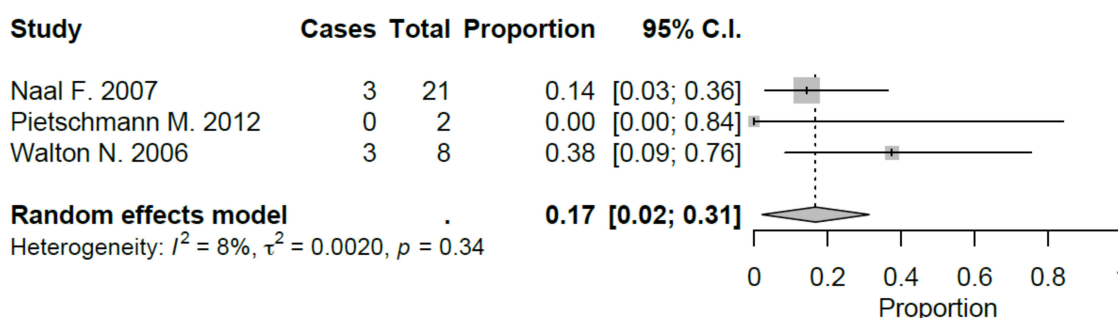 Study Cases Total Proportion 95% C.I.
Naal F. 2007 3 21 0.14 [0.03; 0.36]
Pietschmann M. 2012 0 2 0.00 [0.00; 0.84]
Walton N. 2006 3 8 0.38 [0.09; 0.76]
Random effects model . 0.17 [0.02; 0.31]
Heterogeneity: I² = 8%, τ² = 0.0020, p = 0.34
0 0.2 0.4 0.6 0.8
Proportion